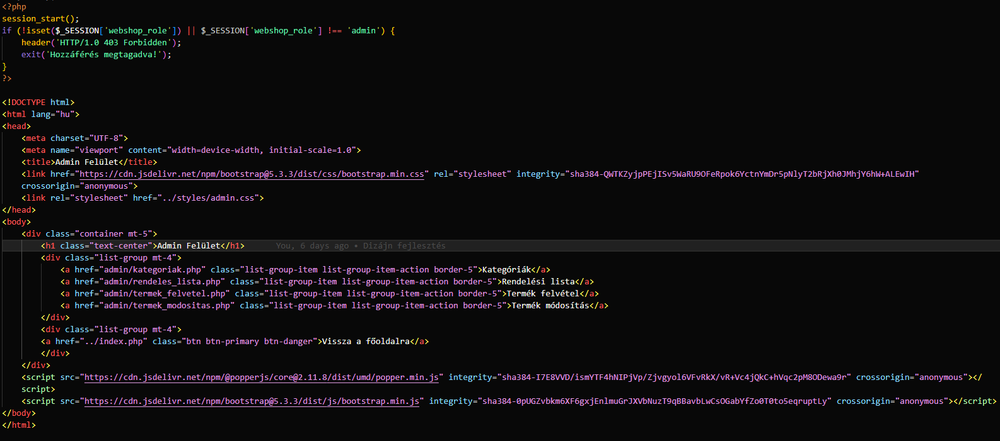 <?php
session_start();
if (!isset($_SESSION['webshop_role']) || $_SESSION['webshop_role'] !== 'admin') {
    header('HTTP/1.0 403 Forbidden');
    exit('Hozzáférés megtagadva!');
}
?>

<!DOCTYPE html>
<html lang="hu">
<head>
    <meta charset="UTF-8">
    <meta name="viewport" content="width=device-width, initial-scale=1.0">
    <title>Admin Felület</title>
    <link href="https://cdn.jsdelivr.net/npm/bootstrap@5.3.3/dist/css/bootstrap.min.css" rel="stylesheet" integrity="sha384-QWTKZyjpPEjISv5WaRU9OFeRpok6YctnYmDr5pNlyT2bRjXh0JMhjY6hW+ALEwIH"
    crossorigin="anonymous">
    <link rel="stylesheet" href="../styles/admin.css">
</head>
<body>
    <div class="container mt-5">
        <h1 class="text-center">Admin Felület</h1>      You, 6 days ago • Dizájn fejlesztés
        <div class="list-group mt-4">
            <a href="admin/kategoriak.php" class="list-group-item list-group-item-action border-5">Kategóriák</a>
            <a href="admin/rendeles_lista.php" class="list-group-item list-group-item-action border-5">Rendelési lista</a>
            <a href="admin/termek_felvetel.php" class="list-group-item list-group-item-action border-5">Termék felvétel</a>
            <a href="admin/termek_modositas.php" class="list-group-item list-group-item-action border-5">Termék módosítás</a>
        </div>
        <div class="list-group mt-4">
        <a href="../index.php" class="btn btn-primary btn-danger">Vissza a főoldalra</a>
        </div>
    </div>
    <script src="https://cdn.jsdelivr.net/npm/@popperjs/core@2.11.8/dist/umd/popper.min.js" integrity="sha384-I7E8VVD/ismYTF4hNIPjVp/Zjvgyol6VFvRkX/vR+Vc4jQkC+hVqc2pM8ODewa9r" crossorigin="anonymous"></
    script>
    <script src="https://cdn.jsdelivr.net/npm/bootstrap@5.3.3/dist/js/bootstrap.min.js" integrity="sha384-0pUGZvbkm6XF6gxjEnlmuGrJXVbNuzT9qBBavbLwCsOGabYfZo0T0to5eqruptLy" crossorigin="anonymous"></script>
</body>
</html>